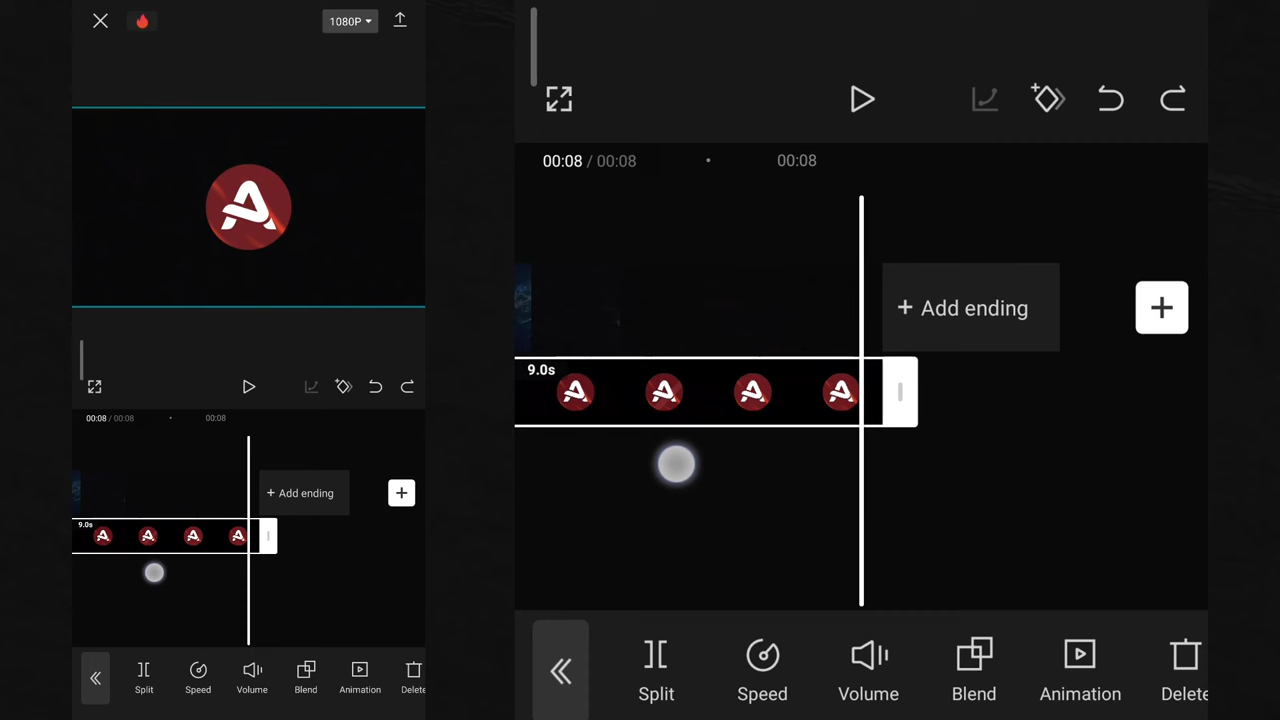 1080P
00:08 / 00:08
00:08
+ Add ending
9.0s
Split
Speed
Volume
Blend
Animation
Delete
00:08 / 00:08
00:08
+ Add ending
9.0s
Split
Speed
Volume
Blend
Animation
Delete